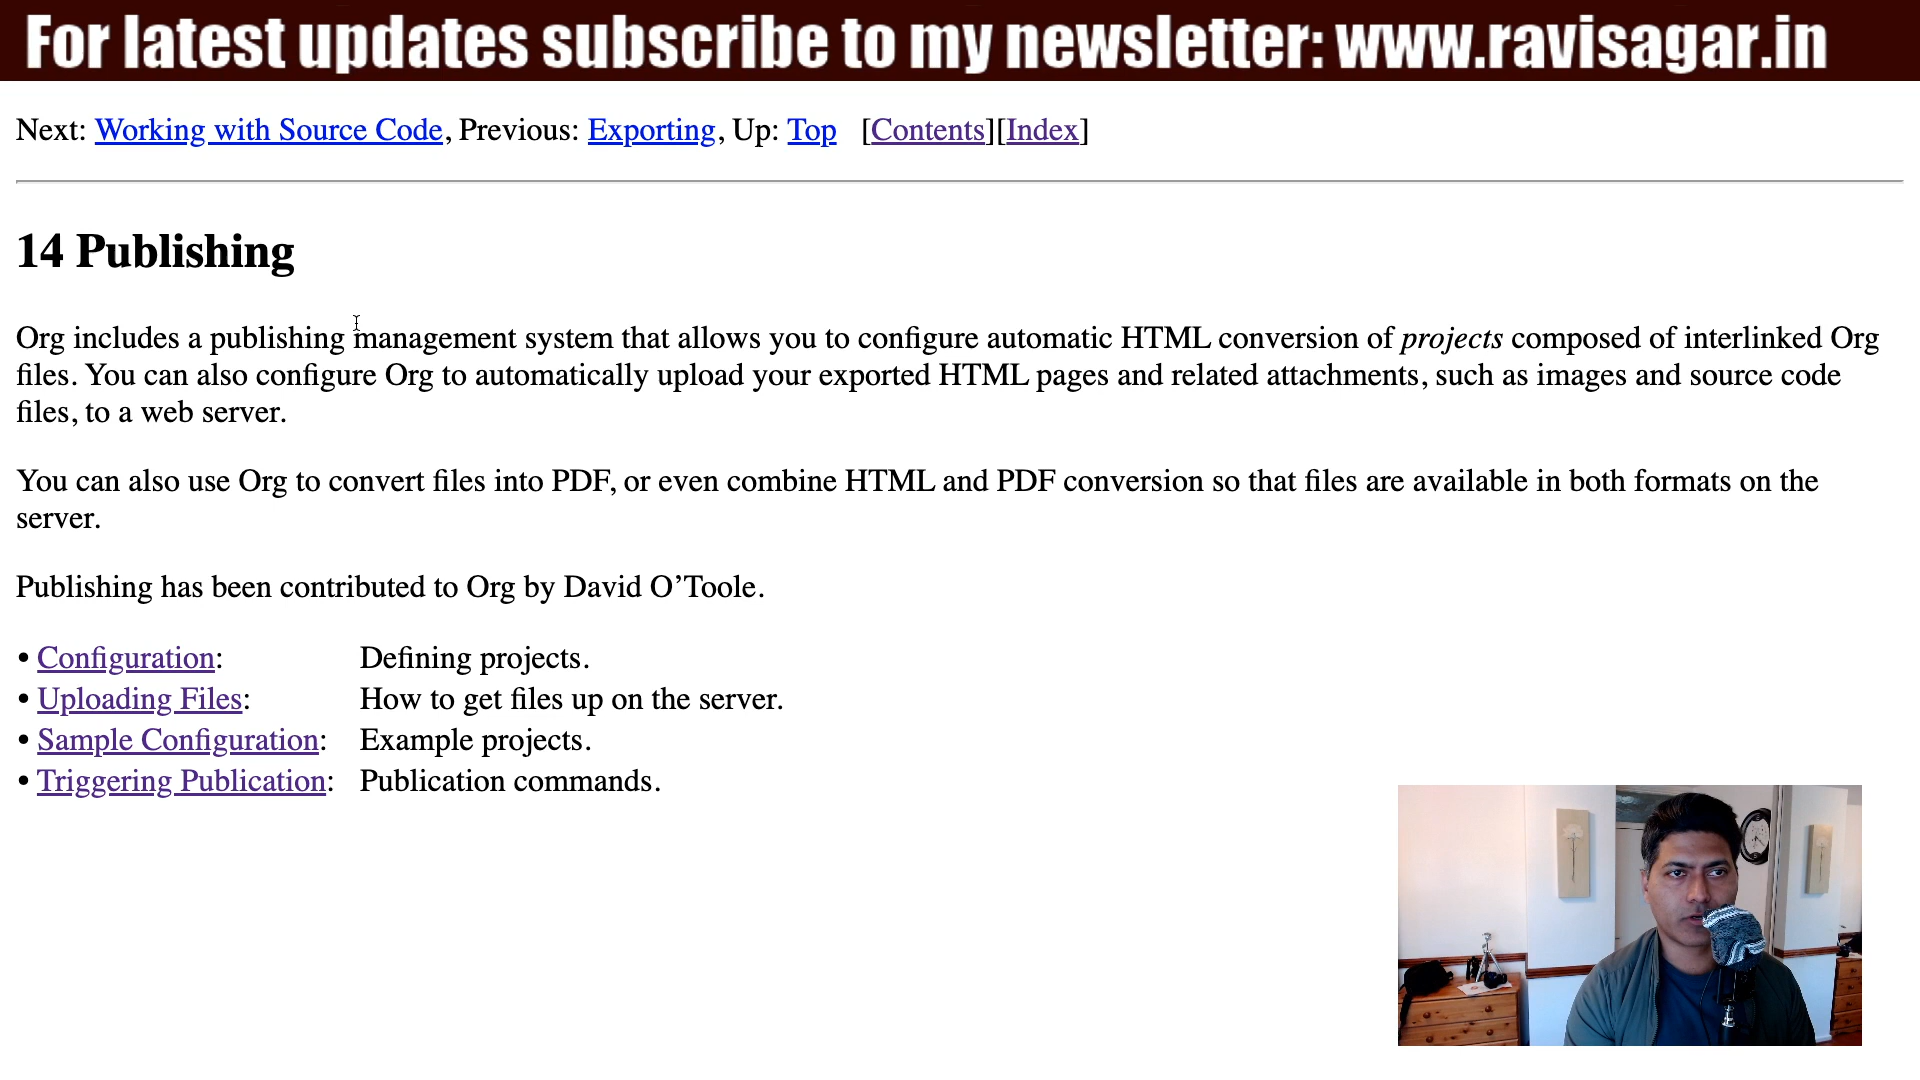 For latest updates subscribe to my newsletter: www.ravisagar.in
Next: Working with Source Code, Previous: Exporting, Up: Top [Contents][Index]
14 Publishing
Org includes a publishing management system that allows you to configure automatic HTML conversion of projects composed of interlinked Org
files. You can also configure Org to automatically upload your exported HTML pages and related attachments, such as images and source code
files, to a web server.
You can also use Org to convert files into PDF, or even combine HTML and PDF conversion so that files are available in both formats on the
server.
Publishing has been contributed to Org by David O’Toole.
• Configuration: Defining projects.
• Uploading Files: How to get files up on the server.
• Sample Configuration: Example projects.
• Triggering Publication: Publication commands.